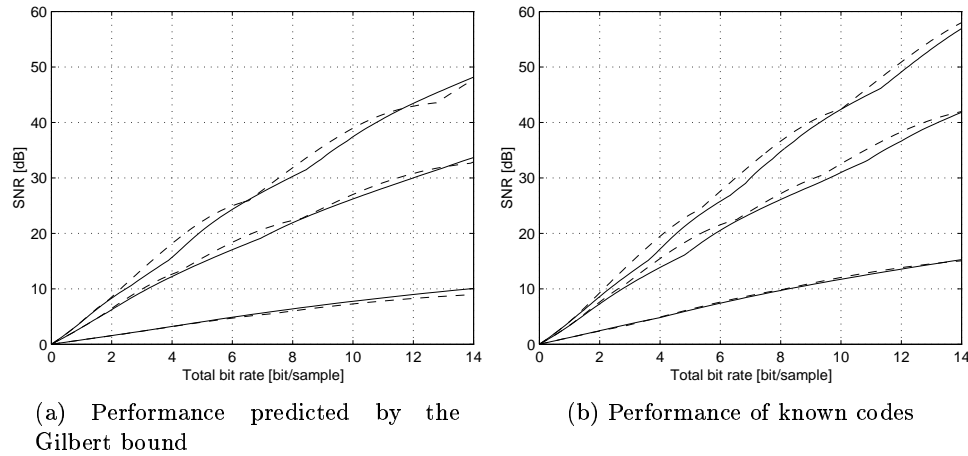 60
50
40
30
20
10
0
SNR [dB]
0 2 4 6 8 10 12 14
Total bit rate [bit/sample]
(a) Performance predicted by the
Gilbert bound
60
50
40
30
20
10
0
SNR [dB]
0 2 4 6 8 10 12 14
Total bit rate [bit/sample]
(b) Performance of known codes